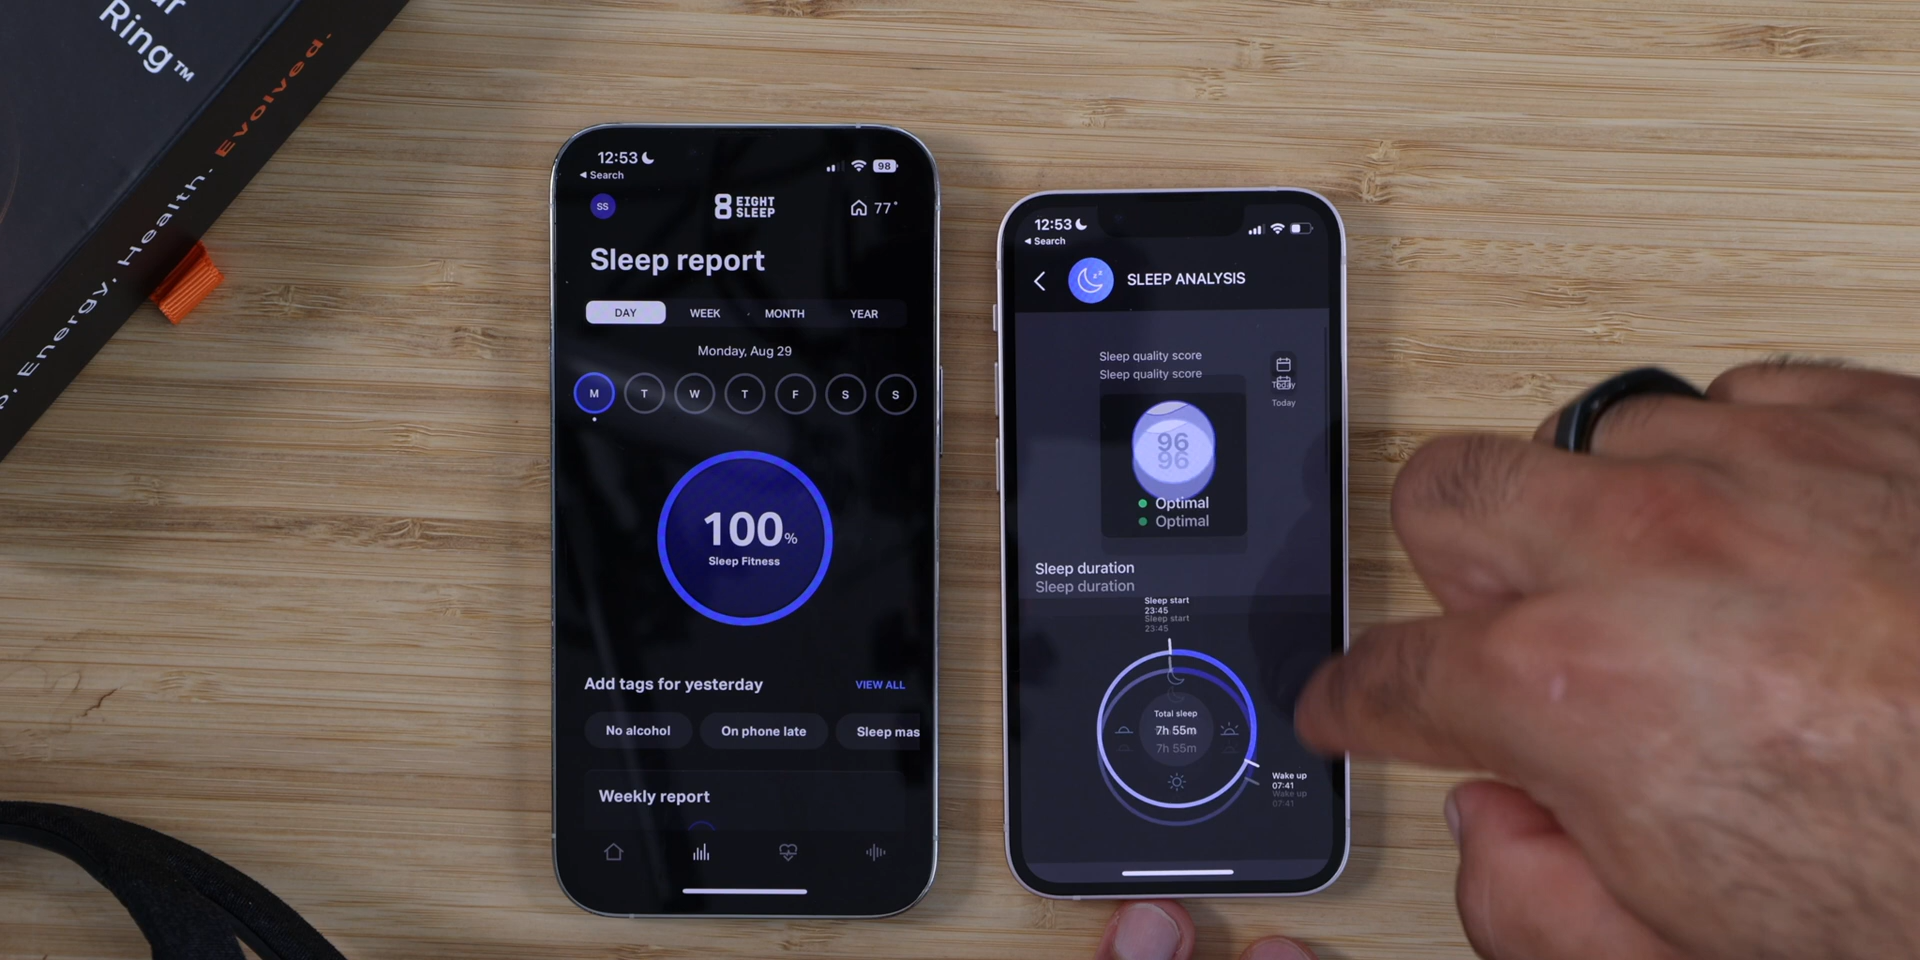 Ring™
Energy. Health. Evolved.
12:53
98
◀ Search
SS
8 EIGHT
SLEEP
77°
Sleep report
DAY WEEK MONTH YEAR
Monday, Aug 29
M T W T F S S
100%
Sleep Fitness
Add tags for yesterday
VIEW ALL
No alcohol
On phone late
Sleep mas
Weekly report
12:53
◀ Search
SLEEP ANALYSIS
Sleep quality score
Sleep quality score
Today
Today
96
96
Optimal
Optimal
Sleep duration
Sleep duration
Sleep start
23:45
Sleep start
23:45
Total sleep
7h 55m
7h 55m
Wake up
07:41
Wake up
07:41